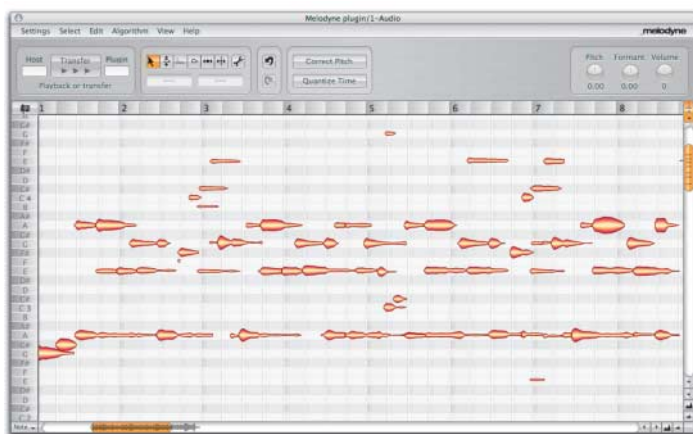 Melodyne plugin/1-Audio
Settings Select Edit Algorithm View Help
melodyne
Host Transfer Plugin
Playback or transfer
Correct Pitch
Quantize Time
Pitch Formant Volume
0.00 0.00 0
1 2 3 4 5 6 7 8
C#
G
F#
F
E
D#
D
C#
C 4
B
A#
A
G#
G
F#
F
E
D#
D
C#
C 3
B
A#
A
G#
G
F#
F
E
D#
D
C#
C 2
Note...